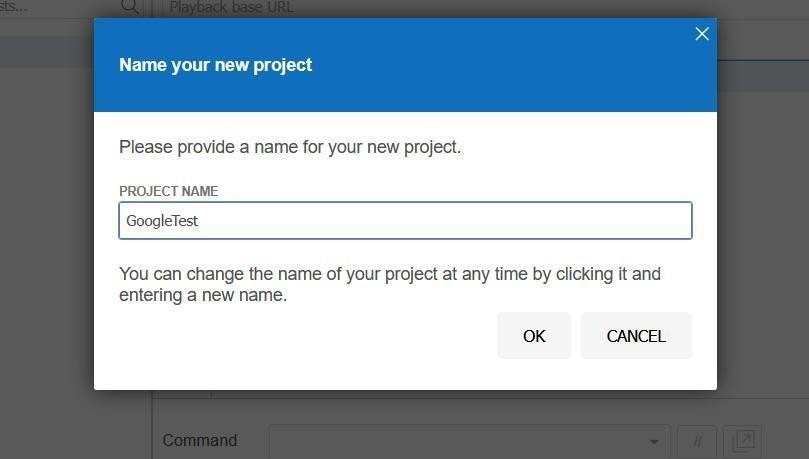 sts...
Playback base URL
Name your new project
Please provide a name for your new project.
PROJECT NAME
GoogleTest
You can change the name of your project at any time by clicking it and
entering a new name.
OK
CANCEL
Command
//